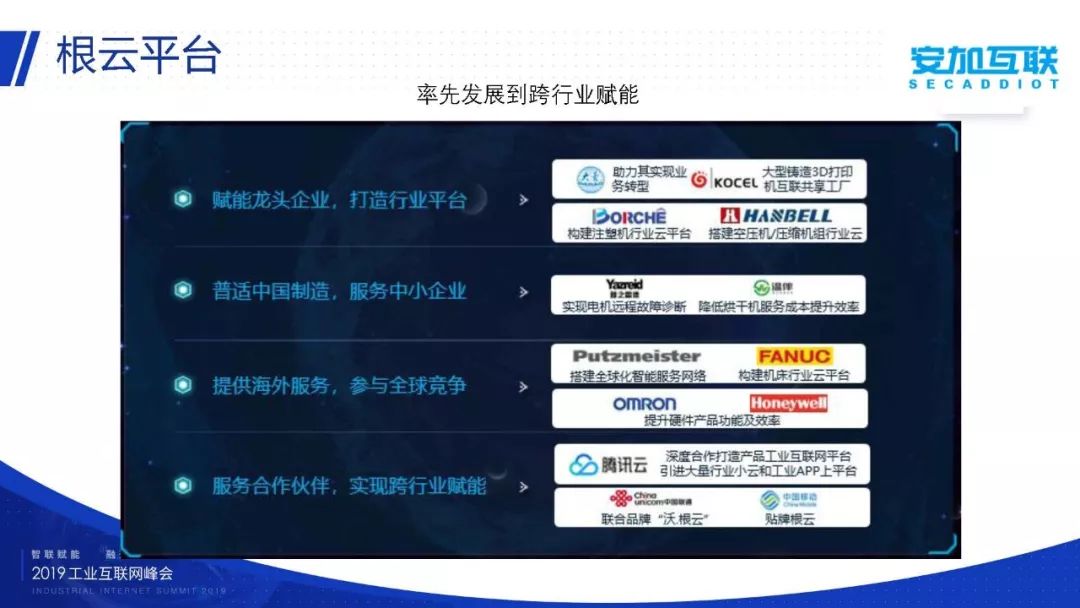 根云平台
安加互联
SECADDIOT
率先发展到跨行业赋能
赋能龙头企业，打造行业平台
助力其实现业
务转型
KOCEL
大型铸造3D打印
机互联共享工厂
BORCHE
构建注塑机行业云平台
HANBELL
搭建空压机/压缩机组行业云
普适中国制造，服务中小企业
Yazreid
实现电机远程故障诊断
温伴
降低烘干机服务成本提升效率
提供海外服务，参与全球竞争
Putzmeister
搭建全球化智能服务网络
FANUC
构建机床行业云平台
OMRON
Honeywell
提升硬件产品功能及效率
服务合作伙伴，实现跨行业赋能
腾讯云
深度合作打造产品工业互联网平台
引进大量行业小云和工业APP上平台
China
unicom中国联通
联合品牌“沃.根云”
中国移动
China Mobile
贴牌根云
智联赋能 融
2019工业互联网峰会
INDUSTRIAL INTERNET SUMMIT 2019